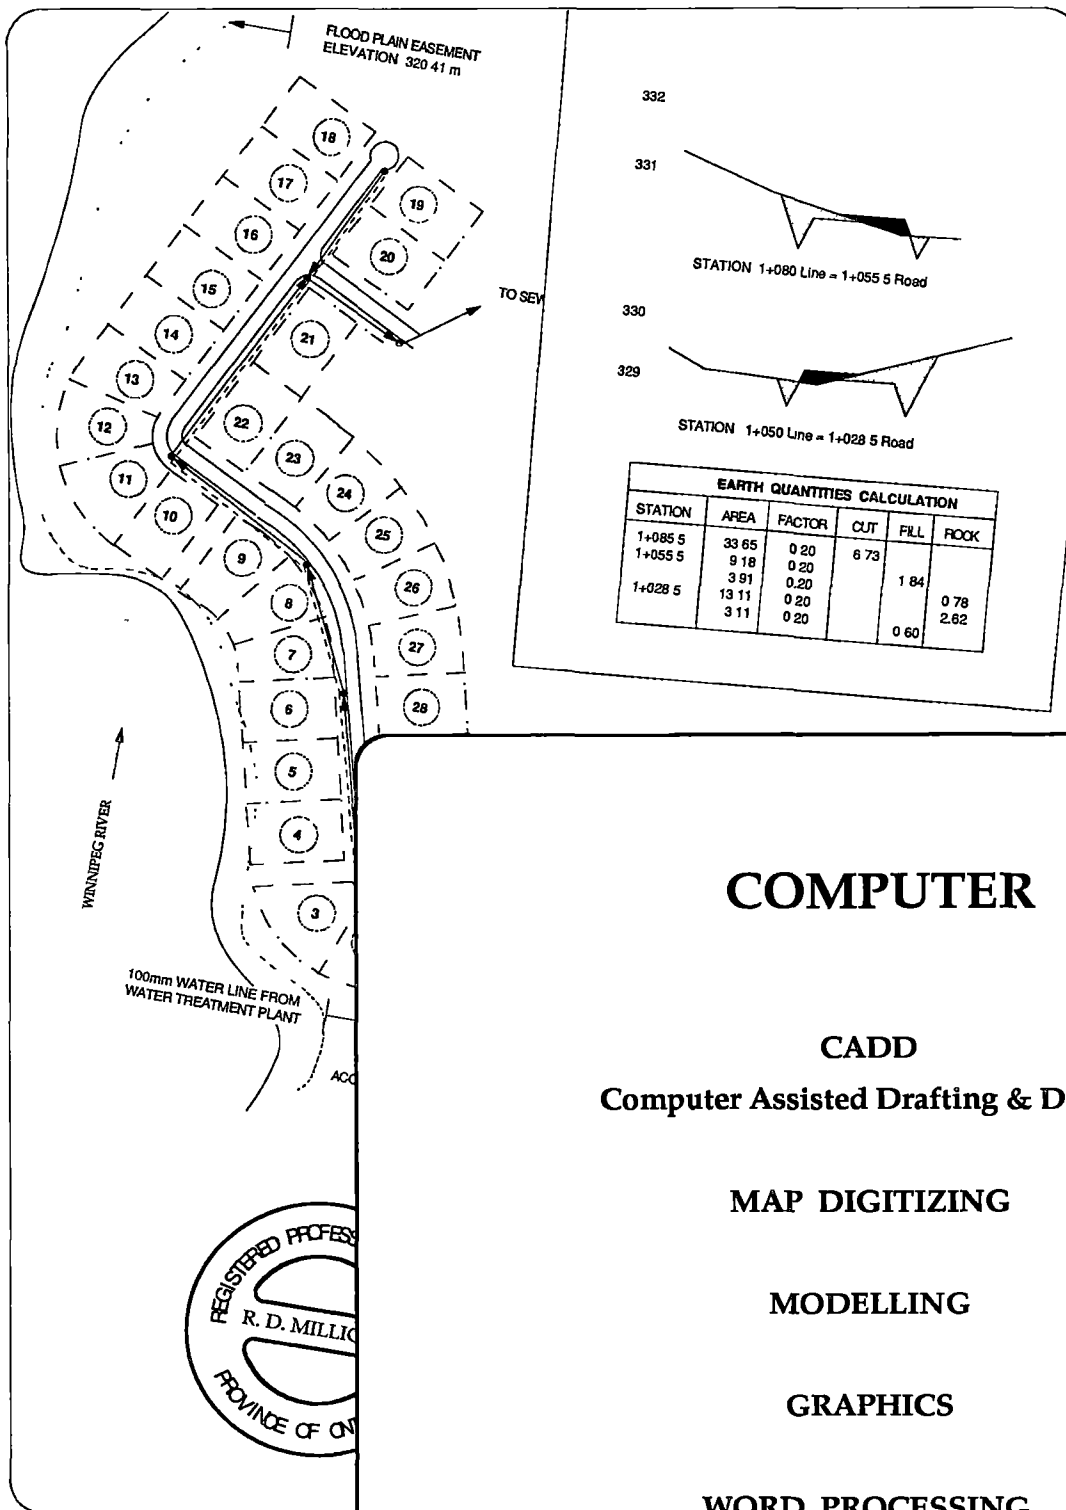 FLOOD PLAIN EASEMENT
ELEVATION 320 41 m
18
17
16
15
14
13
12
11
10
9
8
7
6
5
4
3
19
20
21
22
23
24
25
26
27
28
TO SEW
WINNIPEG RIVER
100mm WATER LINE FROM
WATER TREATMENT PLANT
ACC
332
331
STATION 1+080 Line = 1+055 5 Road
330
329
STATION 1+050 Line = 1+028 5 Road
EARTH QUANTITIES CALCULATION
STATION AREA FACTOR CUT FILL ROCK
1+085 5 33 65 0 20 6 73
1+055 5 9 18 0 20 1 84
3 91 0.20 0 78
1+028 5 13 11 0 20 2.62
3 11 0 20 0 60
REGISTERED PROFESS
R. D. MILLIG
PROVINCE OF ONT
COMPUTER
CADD
Computer Assisted Drafting & D
MAP DIGITIZING
MODELLING
GRAPHICS
WORD PROCESSING